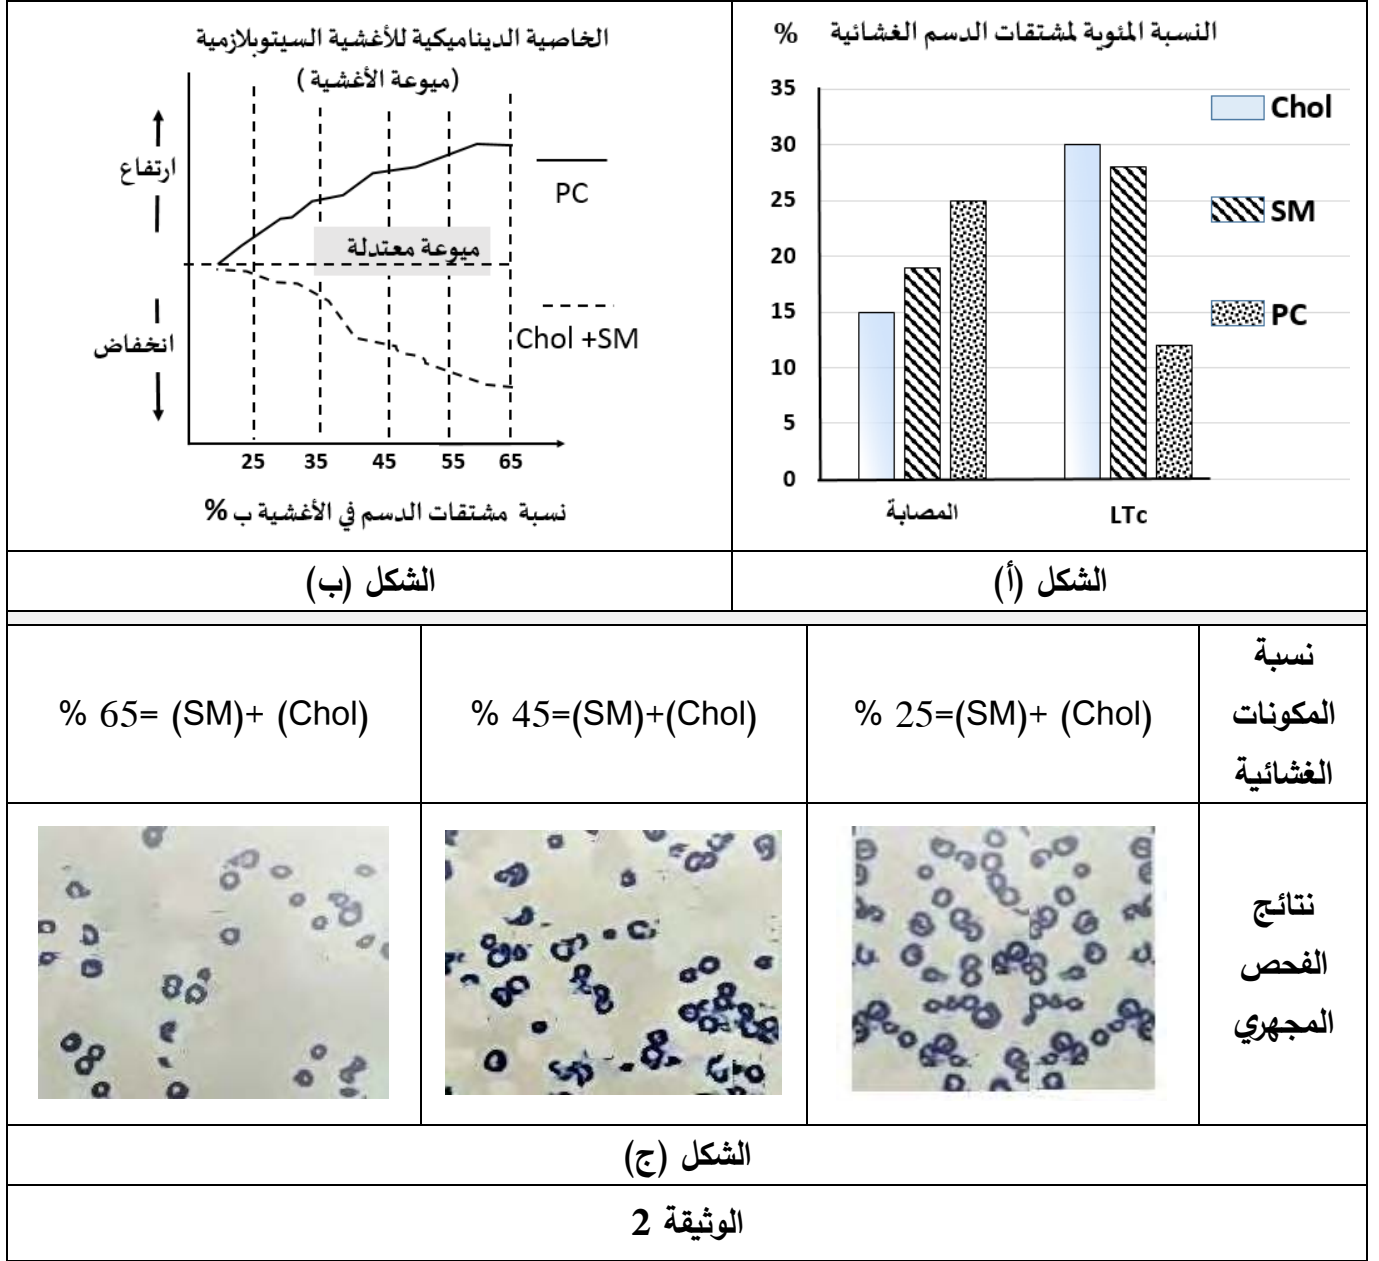 النسبة المئوية لمشتقات الدسم الغشائية %
35
30
25
20
15
10
5
0
Chol
SM
PC
المصابة
LTc
الخاصية الديناميكية للأغشية السيتوبلازمية
(ميوعة الأغشية )
ارتفاع
انخفاض
PC
ميوعة معتدلة
Chol +SM
25 35 45 55 65
نسبة مشتقات الدسم في الأغشية ب %
الشكل (أ)
الشكل (ب)
نسبة
المكونات
الغشائية
% 25=(SM)+ (Chol)
% 45=(SM)+(Chol)
% 65= (SM)+ (Chol)
نتائج
الفحص
المجهري
الشكل (ج)
الوثيقة 2